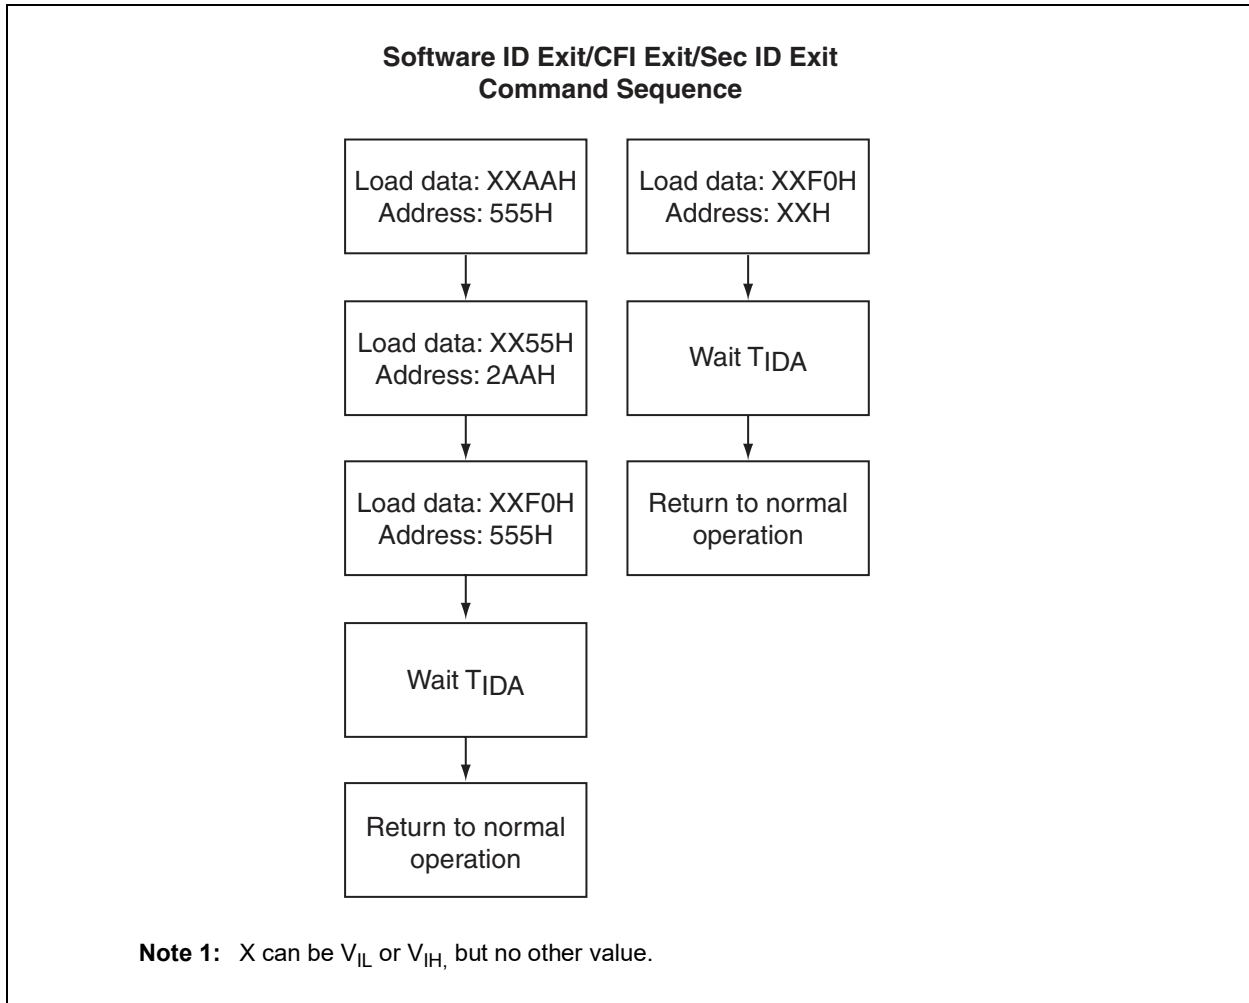 Software ID Exit/CFI Exit/Sec ID Exit
Command Sequence
Load data: XXAAH
Address: 555H
Load data: XX55H
Address: 2AAH
Load data: XXF0H
Address: 555H
Wait TIDA
Return to normal
operation
Load data: XXF0H
Address: XXH
Wait TIDA
Return to normal
operation
Note 1: X can be VIL or VIH, but no other value.